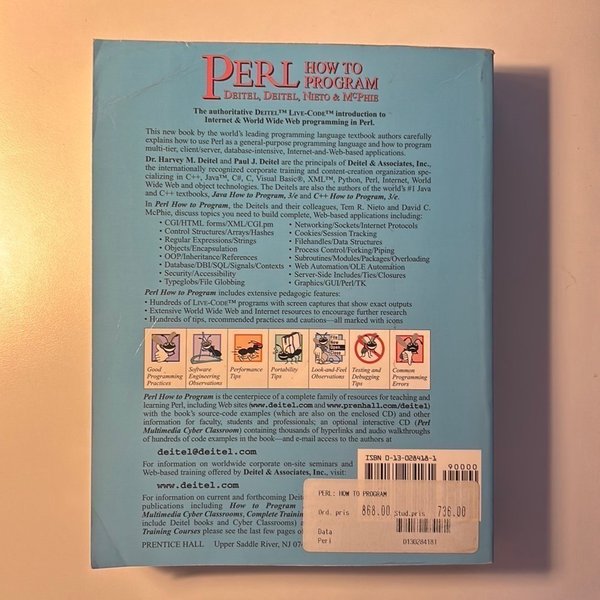 PERL HOW TO
PROGRAM
DEITEL, DEITEL, NIETO & MCPHIE
The authoritative DEITEL™ LIVE-CODE™ introduction to
Internet & World Wide Web programming in Perl.
This new book by the world's leading programming language textbook authors carefully
explains how to use Perl as a general-purpose programming language and how to program
multi-tier, client/server, database-intensive, Internet-and-Web-based applications.
Dr. Harvey M. Deitel and Paul J. Deitel are the principals of Deitel & Associates, Inc.,
the internationally recognized corporate training and content-creation organization spe-
cializing in C++, Java™, C#, C, Visual Basic®, XML™, Python, Perl, Internet, World
Wide Web and object technologies. The Deitels are also the authors of the world's #1 Java
and C++ textbooks, Java How to Program, 3/e and C++ How to Program, 3/e.
In Perl How to Program, the Deitels and their colleagues, Tem R. Nieto and David C.
McPhie, discuss topics you need to build complete, Web-based applications including:
• CGI/HTML forms/XML/CGI.pm
• Control Structures/Arrays/Hashes
• Regular Expressions/Strings
• Objects/Encapsulation
• OOP/Inheritance/References
• Database/DBI/SQL/Signals/Contexts
• Security/Accessibility
• Typeglobs/File Globbing
• Networking/Sockets/Internet Protocols
• Cookies/Session Tracking
• Filehandles/Data Structures
• Process Control/Forking/Piping
• Subroutines/Modules/Packages/Overloading
• Web Automation/OLE Automation
• Server-Side Includes/Ties/Closures
• Graphics/GUI/Perl/TK
Perl How to Program includes extensive pedagogic features:
• Hundreds of LIVE-CODE™ programs with screen captures that show exact outputs
• Extensive World Wide Web and Internet resources to encourage further research
• Hundreds of tips, recommended practices and cautions—all marked with icons
Good
Programming
Practices
Software
Engineering
Observations
Performance
Tips
Portability
Tips
Look-and-Feel
Observations
Testing and
Debugging
Tips
Common
Programming
Errors
Perl How to Program is the centerpiece of a complete family of resources for teaching and
learning Perl, including Web sites (www.deitel.com and www.prenhall.com/deitel)
with the book's source-code examples (which are also on the enclosed CD) and other
information for faculty, students and professionals; an optional interactive CD (Perl
Multimedia Cyber Classroom) containing thousands of hyperlinks and audio walkthroughs
of hundreds of code examples in the book—and e-mail access to the authors at
deitel@deitel.com
For information on worldwide corporate on-site seminars and
Web-based training offered by Deitel & Associates, Inc., visit:
www.deitel.com
For information on current and forthcoming Deitel
publications including How to Program
Multimedia Cyber Classrooms, Complete Training
include Deitel books and Cyber Classrooms)
Training Courses please see the last few pages of
PRENTICE HALL Upper Saddle River, NJ
ISBN 0-13-028418-1
90000
PERL: HOW TO PROGRAM
Ord. pris 868.00 Stud.pris 736.00
Data
Perl 0130284181